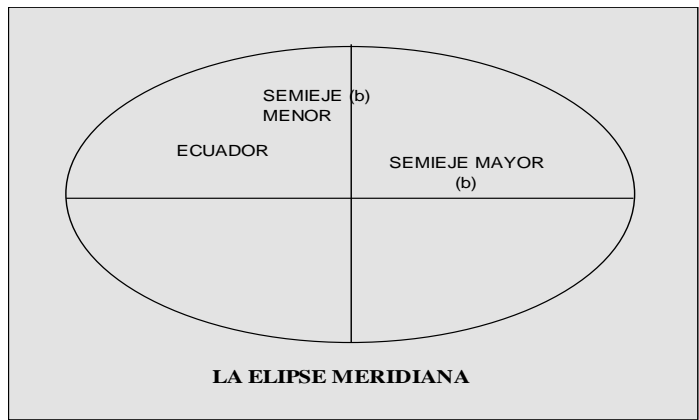 SEMIEJE (b)
MENOR
ECUADOR
SEMIEJE MAYOR
(b)
LA ELIPSE MERIDIANA